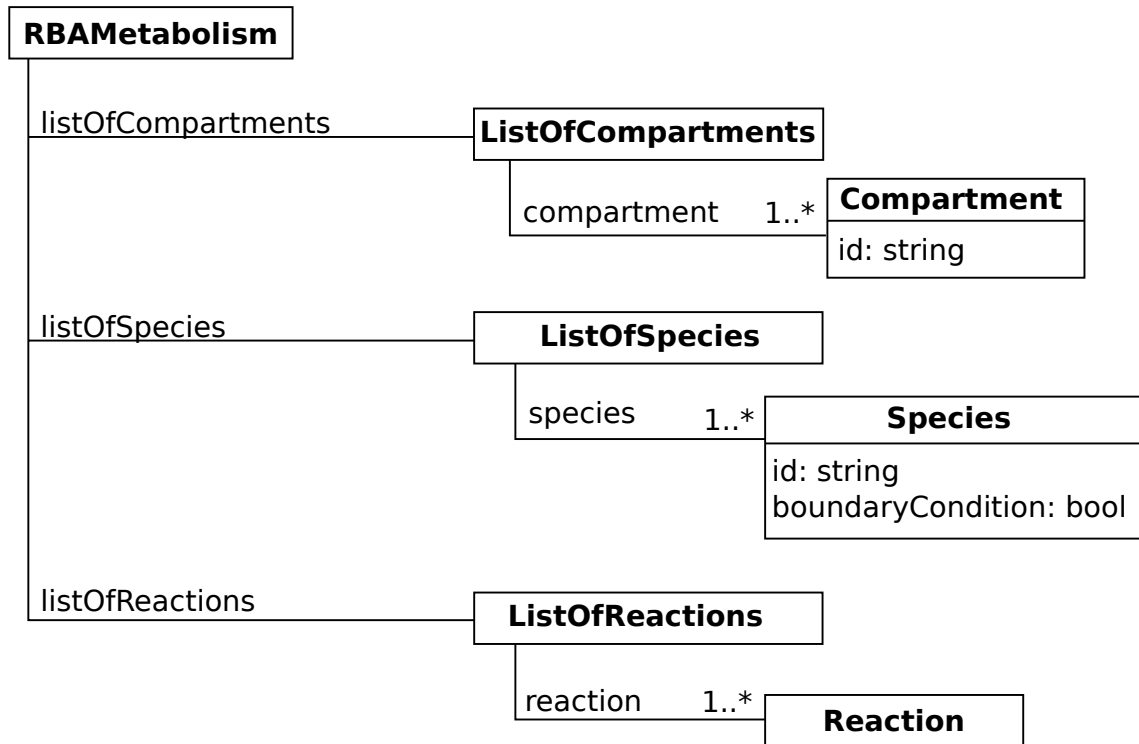 RBAMetabolism
listOfCompartments
ListOfCompartments
compartment 1..*
Compartment
id: string
listOfSpecies
ListOfSpecies
species 1..*
Species
id: string
boundaryCondition: bool
listOfReactions
ListOfReactions
reaction 1..*
Reaction